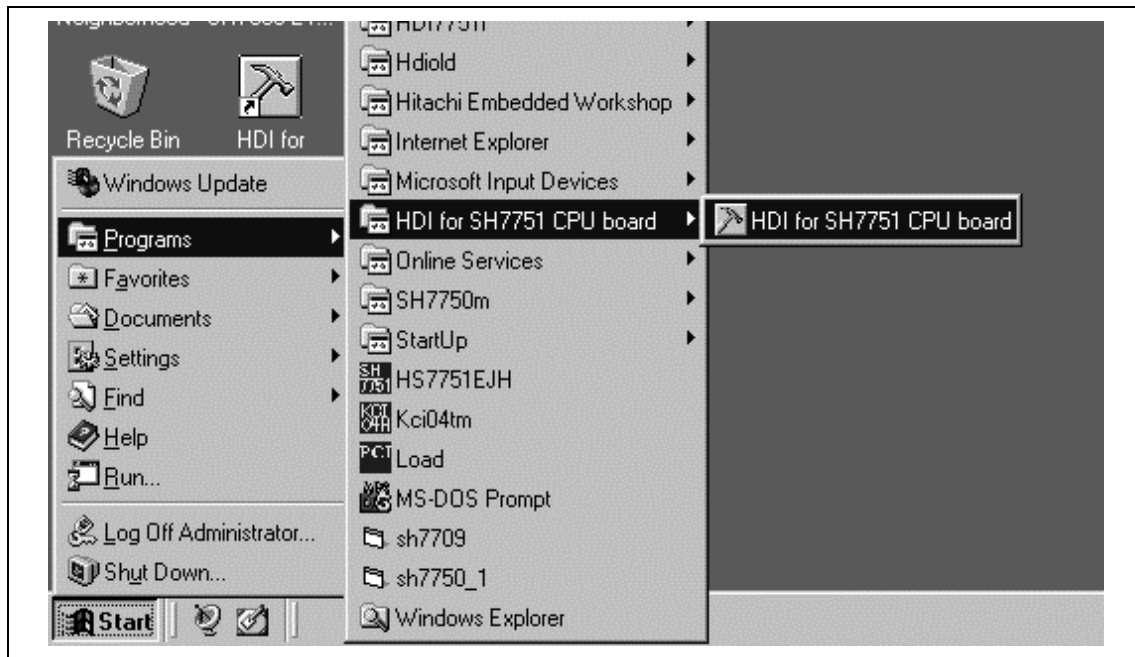 Recycle Bin
HDI for
Windows Update
Programs
Favorites
Documents
Settings
Find
Help
Run...
Log Off Administrator...
Shut Down...
Start
Hdiold
Hitachi Embedded Workshop
Internet Explorer
Microsoft Input Devices
HDI for SH7751 CPU board
Online Services
SH7750m
StartUp
SH 7751 HS7751EJH
Kci04tm
Load
MS-DOS Prompt
sh7709
sh7750_1
Windows Explorer
HDI for SH7751 CPU board